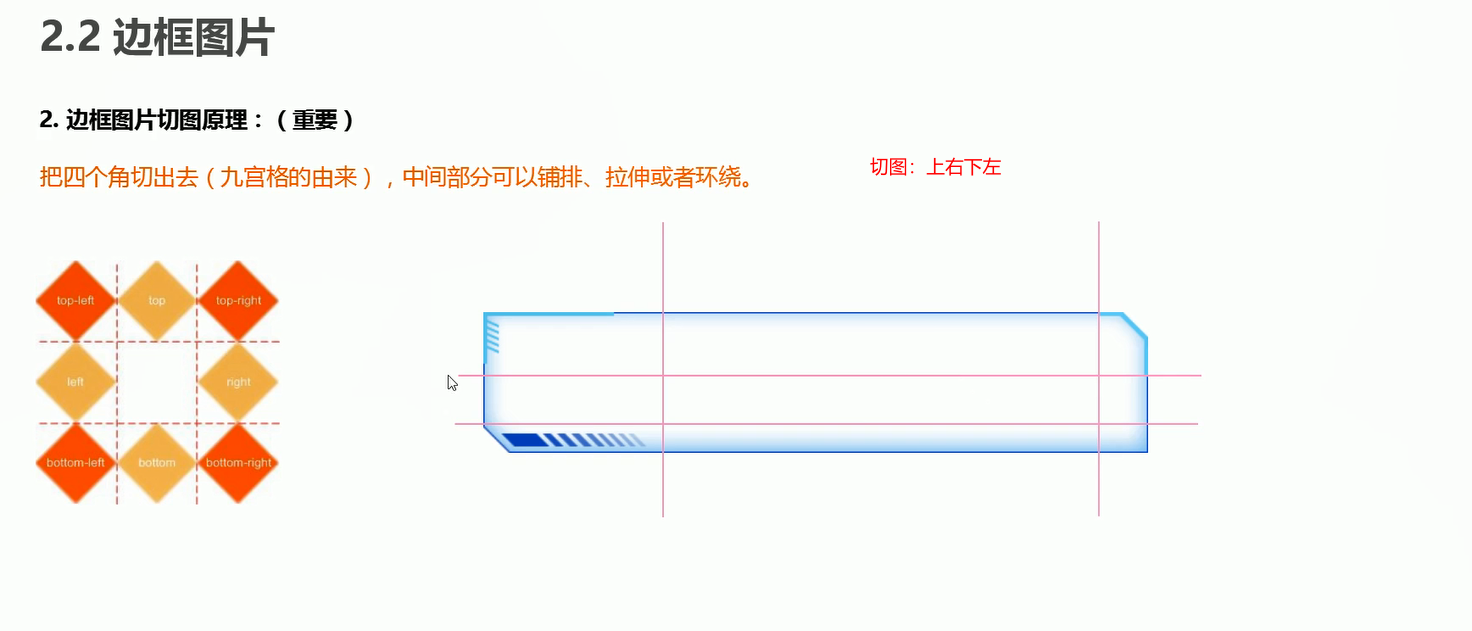 2.2 边框图片
2. 边框图片切图原理：（重要）
把四个角切出去（九宫格的由来），中间部分可以铺排、拉伸或者环绕。
切图：上右下左
top-left top top-right
left right
bottom-left bottom bottom-right